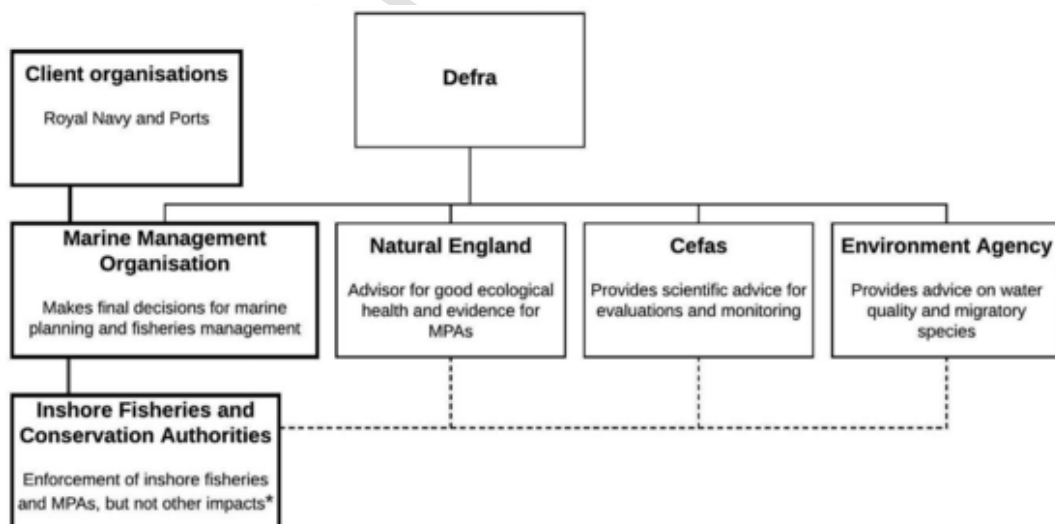 Defra
Client organisations
Royal Navy and Ports
Marine Management
Organisation
Makes final decisions for marine
planning and fisheries management
Natural England
Advisor for good ecological
health and evidence for
MPAs
Cefas
Provides scientific advice for
evaluations and monitoring
Environment Agency
Provides advice on water
quality and migratory
species
Inshore Fisheries and
Conservation Authorities
Enforcement of inshore fisheries
and MPAs, but not other impacts*